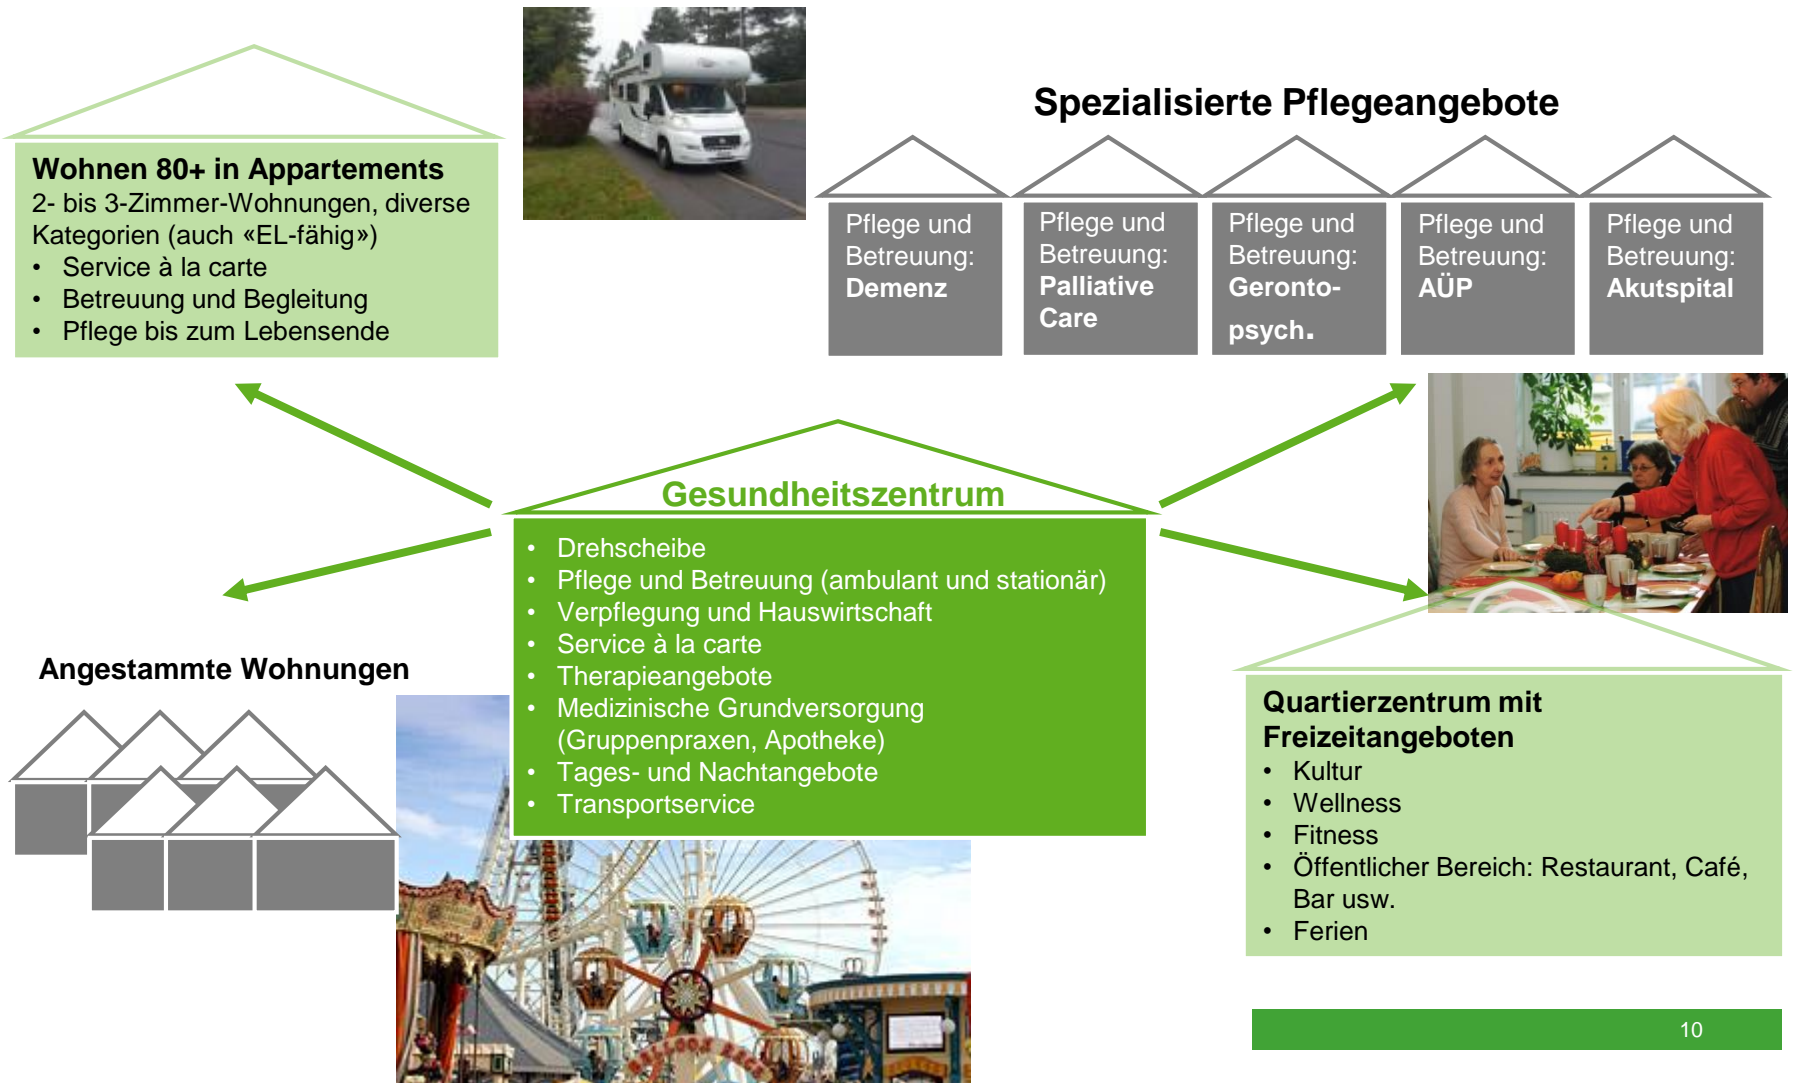 Wohnen 80+ in Appartements
2- bis 3-Zimmer-Wohnungen, diverse
Kategorien (auch «EL-fähig»)
• Service à la carte
• Betreuung und Begleitung
• Pflege bis zum Lebensende
Spezialisierte Pflegeangebote
Pflege und
Betreuung:
Demenz
Pflege und
Betreuung:
Palliative
Care
Pflege und
Betreuung:
Geronto-
psych.
Pflege und
Betreuung:
AÜP
Pflege und
Betreuung:
Akutspital
Gesundheitszentrum
• Drehscheibe
• Pflege und Betreuung (ambulant und stationär)
• Verpflegung und Hauswirtschaft
• Service à la carte
• Therapieangebote
• Medizinische Grundversorgung
(Gruppenpraxen, Apotheke)
• Tages- und Nachtangebote
• Transportservice
Angestammte Wohnungen
Quartierzentrum mit
Freizeitangeboten
• Kultur
• Wellness
• Fitness
• Öffentlicher Bereich: Restaurant, Café,
Bar usw.
• Ferien
10